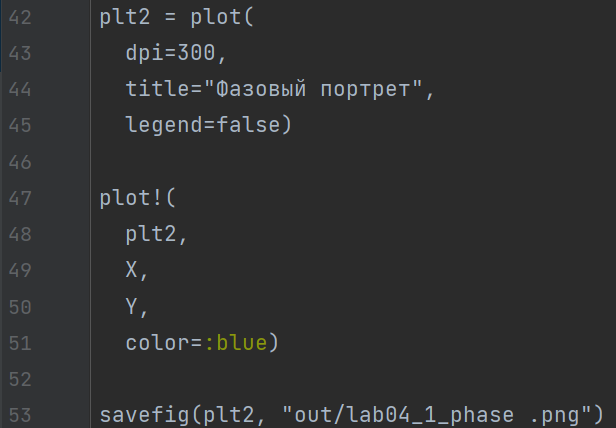 42 plt2 = plot(
43 dpi=300,
44 title="Фазовый портрет",
45 legend=false)
46
47 plot!(
48 plt2,
49 X,
50 Y,
51 color=:blue)
52
53 savefig(plt2, "out/lab04_1_phase .png")